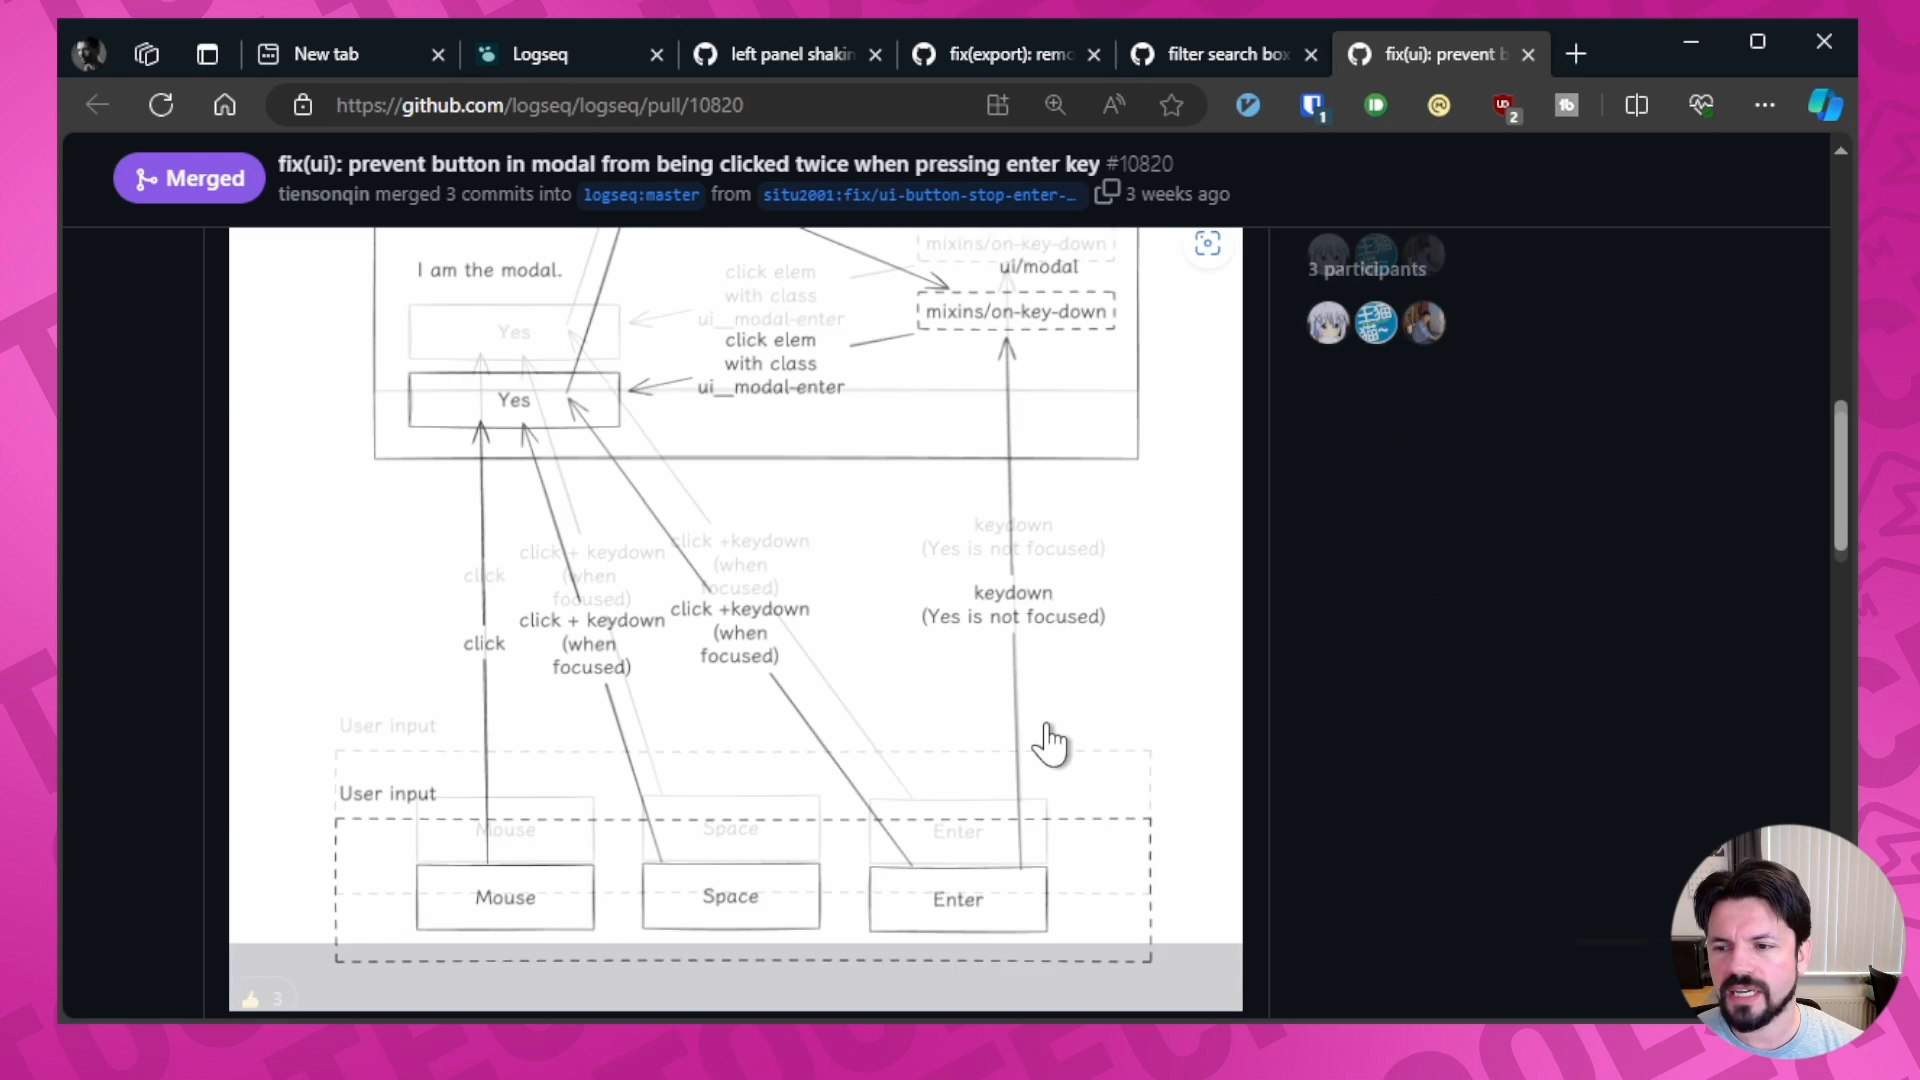 New tab
Logseq
left panel shakin
fix(export): remo
filter search box
fix(ui): prevent b
https://github.com/logseq/logseq/pull/10820
1
2
Merged
fix(ui): prevent button in modal from being clicked twice when pressing enter key #10820
tiensonqin merged 3 commits into logseq:master from situ2001:fix/ui-button-stop-enter-… 3 weeks ago
3 participants
I am the modal.
mixins/on-key-down
ui/modal
mixins/on-key-down
click elem
with class
ui__modal-enter
click elem
with class
ui__modal-enter
Yes
Yes
click
click + keydown
(when
focused)
click +keydown
(when
focused)
keydown
(Yes is not focused)
click
click + keydown
(when
focused)
click +keydown
(when
focused)
keydown
(Yes is not focused)
User input
User input
Mouse
Space
Enter
Mouse
Space
Enter
3